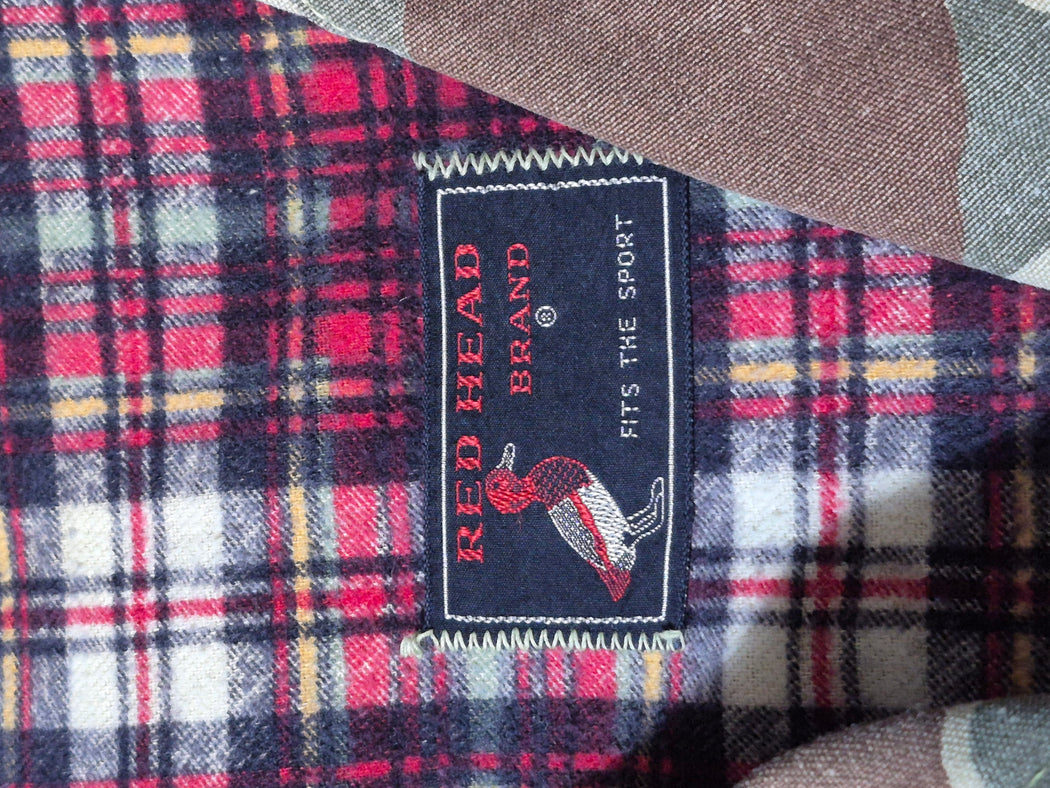 RED HEAD
BRAND
®
FITS THE SPORT